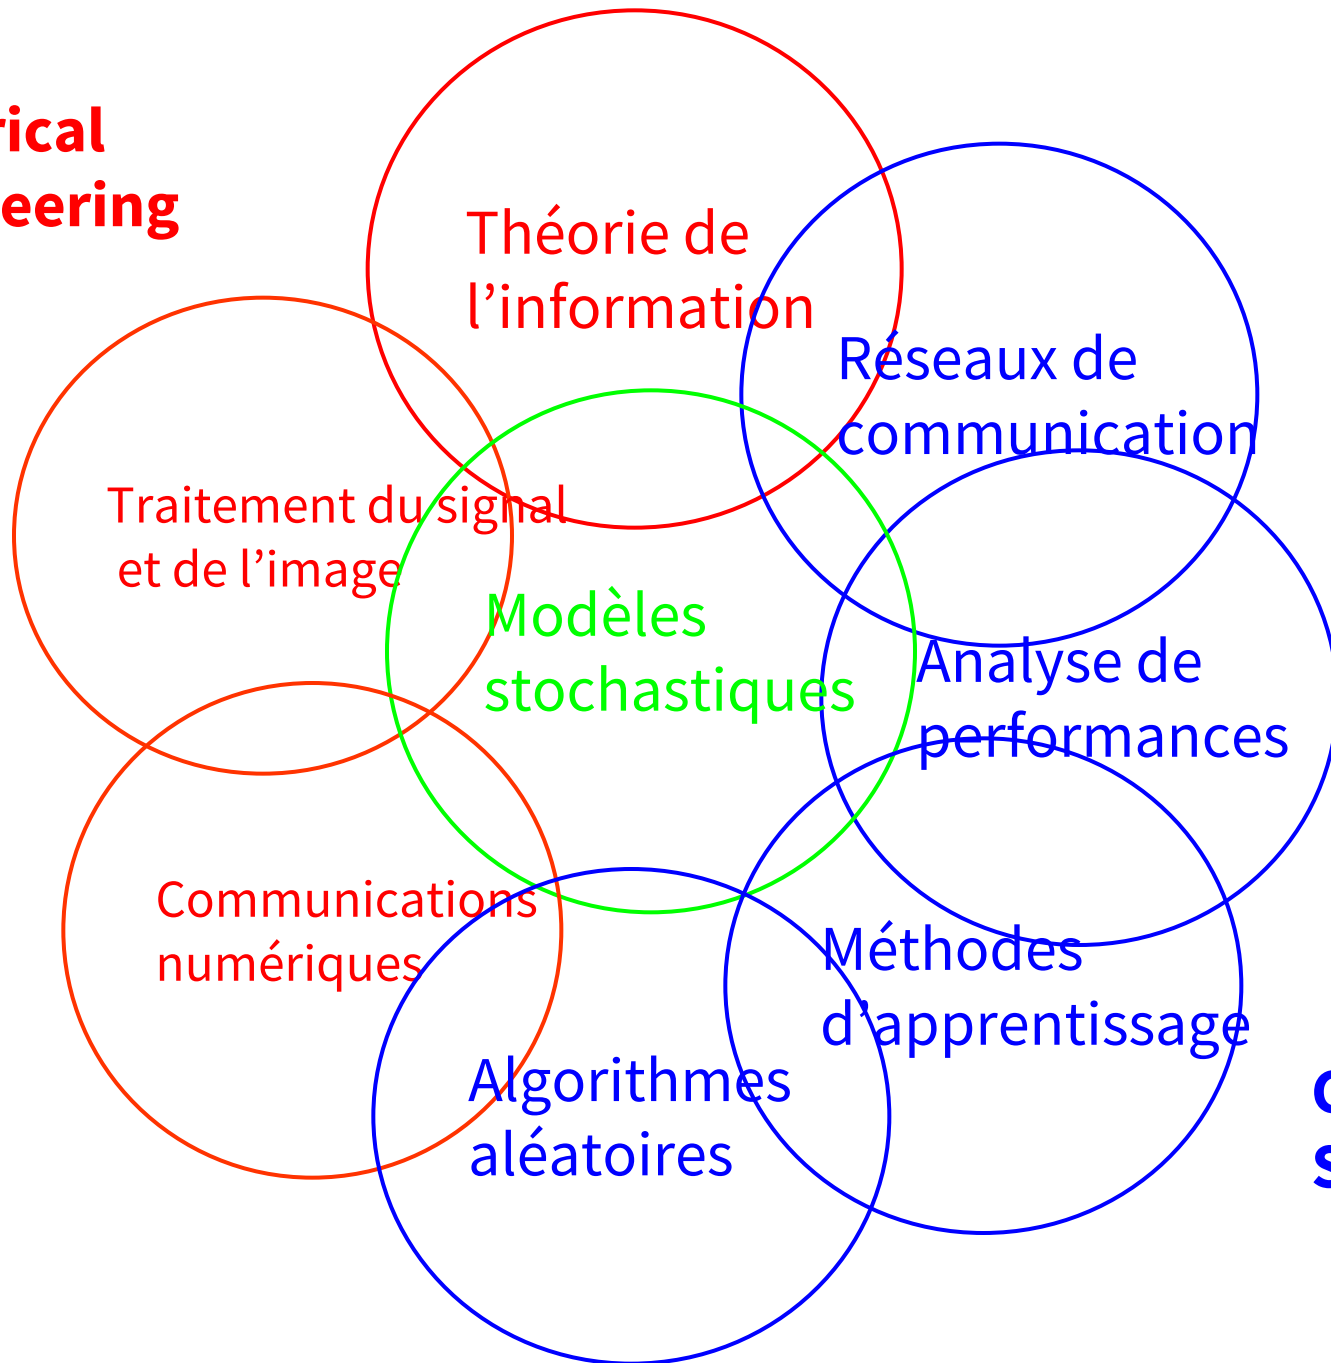 rical
eering
Théorie de
l’information
Réseaux de
communication
Traitement du signal
et de l’image
Modèles
stochastiques
Analyse de
performances
Communications
numériques
Méthodes
d’apprentissage
Algorithmes
aléatoires